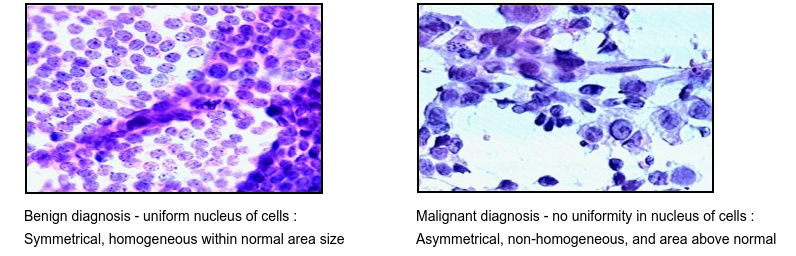 Benign diagnosis - uniform nucleus of cells :
Symmetrical, homogeneous within normal area size
Malignant diagnosis - no uniformity in nucleus of cells :
Asymmetrical, non-homogeneous, and area above normal